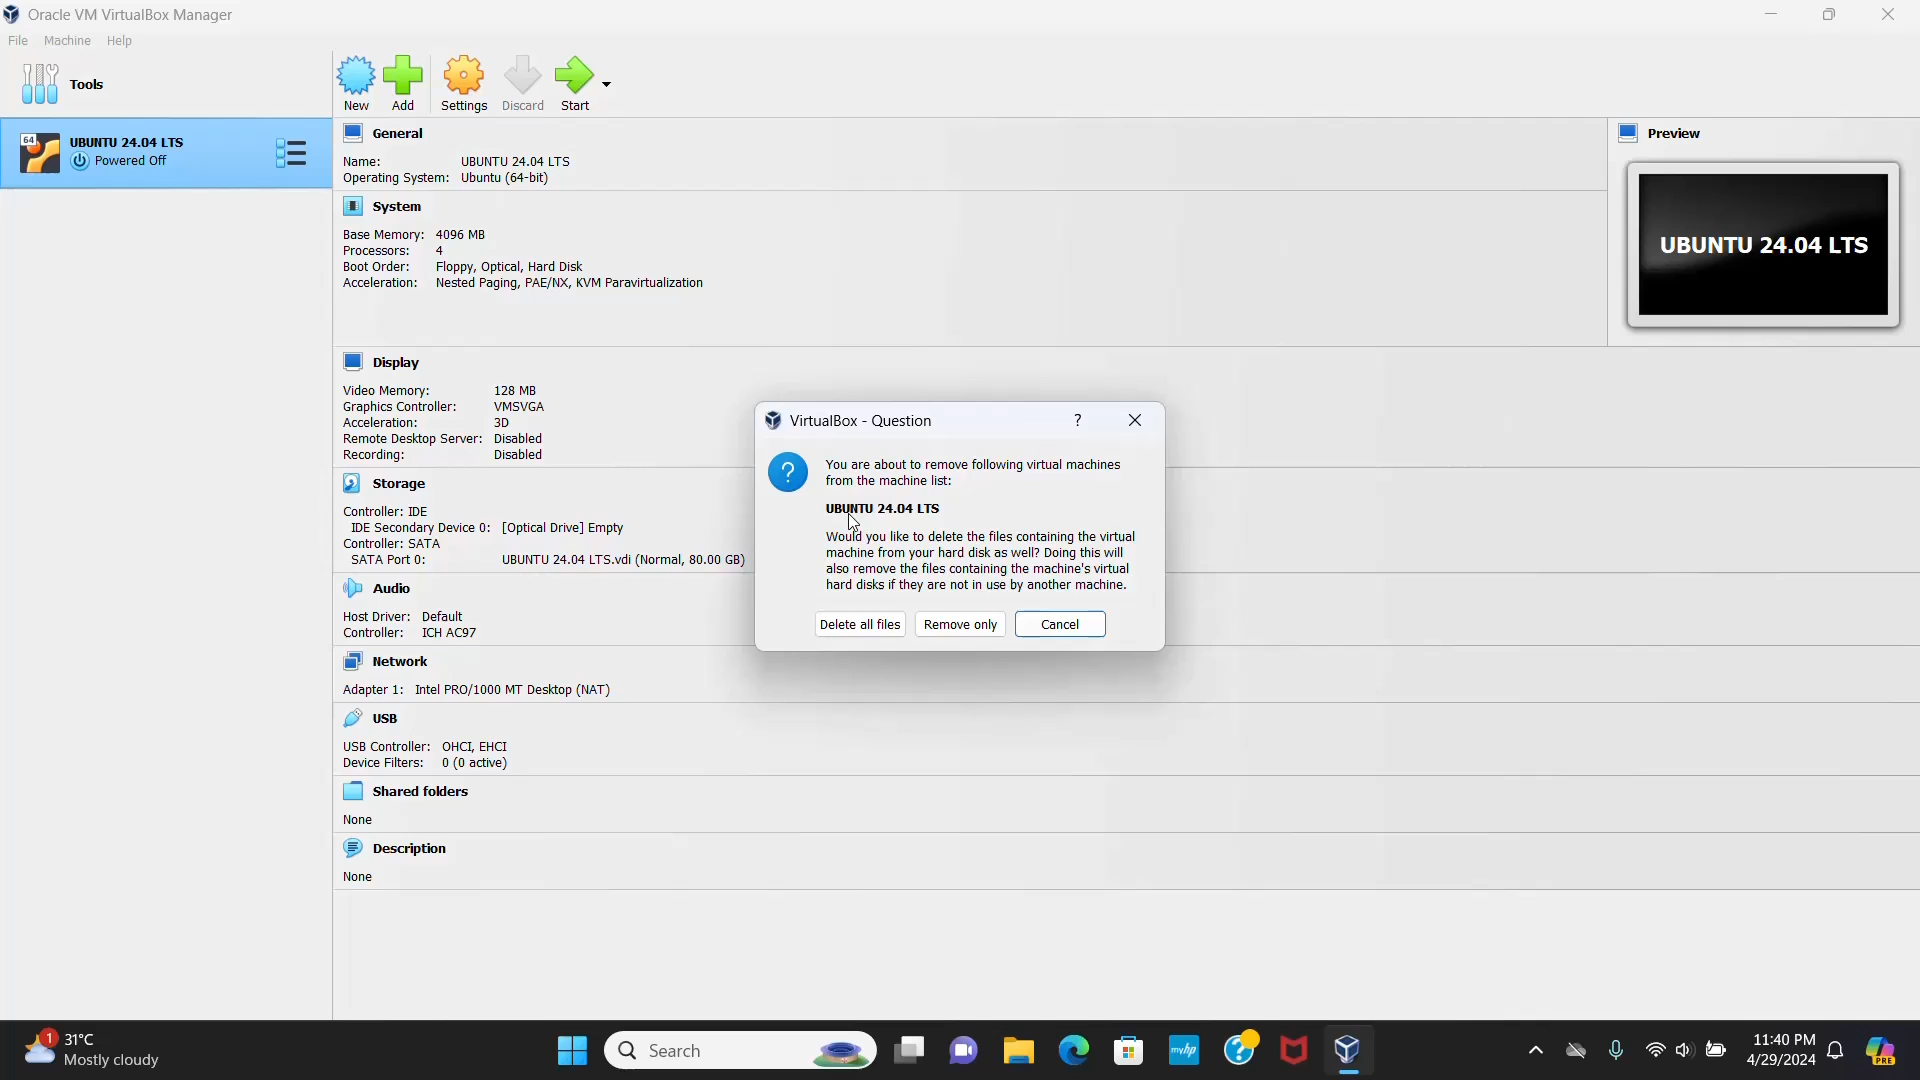 Oracle VM VirtualBox Manager
File Machine Help
Tools
New Add Settings Discard Start
64 UBUNTU 24.04 LTS
Powered Off
General
Name: UBUNTU 24.04 LTS
Operating System: Ubuntu (64-bit)
Preview
UBUNTU 24.04 LTS
System
Base Memory: 4096 MB
Processors: 4
Boot Order: Floppy, Optical, Hard Disk
Acceleration: Nested Paging, PAE/NX, KVM Paravirtualization
Display
Video Memory: 128 MB
Graphics Controller: VMSVGA
Acceleration: 3D
Remote Desktop Server: Disabled
Recording: Disabled
Storage
Controller: IDE
IDE Secondary Device 0: [Optical Drive] Empty
Controller: SATA
SATA Port 0: UBUNTU 24.04 LTS.vdi (Normal, 80.00 GB)
Audio
Host Driver: Default
Controller: ICH AC97
Network
Adapter 1: Intel PRO/1000 MT Desktop (NAT)
USB
USB Controller: OHCI, EHCI
Device Filters: 0 (0 active)
Shared folders
None
Description
None
VirtualBox - Question ?
?
You are about to remove following virtual machines
from the machine list:
UBUNTU 24.04 LTS
Would you like to delete the files containing the virtual
machine from your hard disk as well? Doing this will
also remove the files containing the machine's virtual
hard disks if they are not in use by another machine.
Delete all files Remove only Cancel
1 31°C
Mostly cloudy
Search
myhp
?
11:40 PM
4/29/2024
PRE